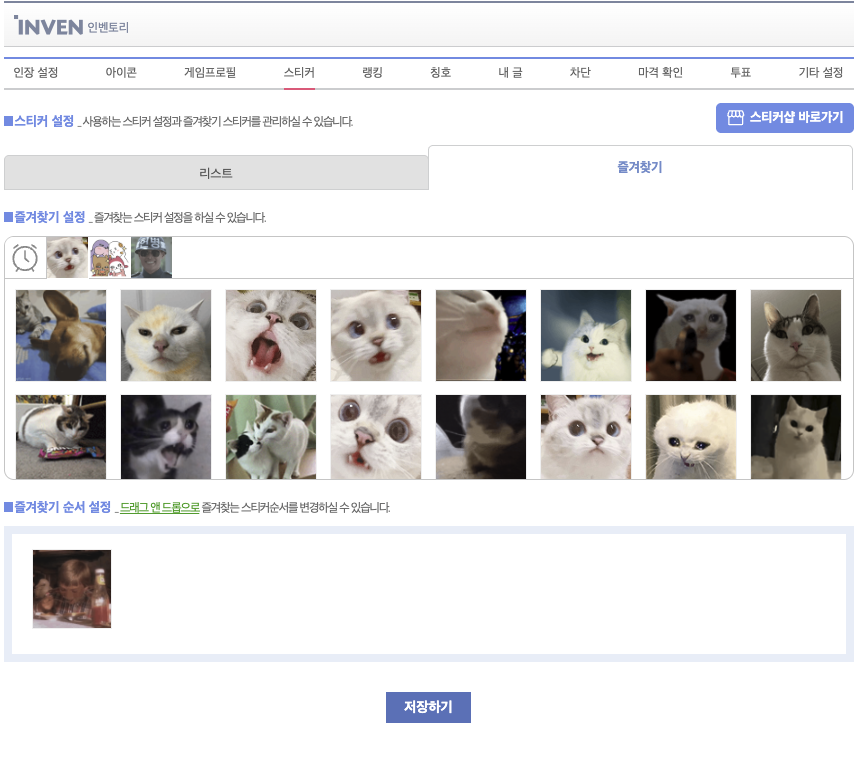 INVEN 인벤토리
인장 설정 아이콘 게임프로필 스티커 랭킹 칭호 내 글 차단 마격 확인 투표 기타 설정
스티커 설정 _ 사용하는 스티커 설정과 즐겨찾기 스티커를 관리하실 수 있습니다.
스티커샵 바로가기
리스트
즐겨찾기
즐겨찾기 설정 _ 즐겨찾는 스티커 설정을 하실 수 있습니다.
즐겨찾기 순서 설정 _ 드래그 앤 드롭으로 즐겨찾는 스티커순서를 변경하실 수 있습니다.
저장하기